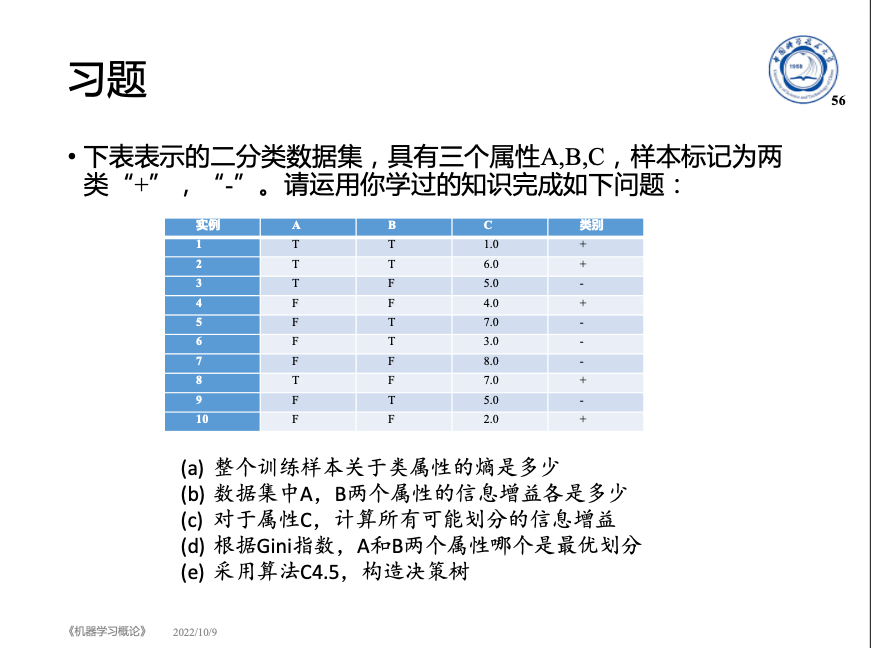 习题
56
• 下表表示的二分类数据集，具有三个属性A,B,C，样本标记为两
类“+”，“-”。请运用你学过的知识完成如下问题：
实例 A B C 类别
1 T T 1.0 +
2 T T 6.0 +
3 T F 5.0 -
4 F F 4.0 +
5 F T 7.0 -
6 F T 3.0 -
7 F F 8.0 -
8 T F 7.0 +
9 F T 5.0 -
10 F F 2.0 +
(a) 整个训练样本关于类属性的熵是多少
(b) 数据集中A，B两个属性的信息增益各是多少
(c) 对于属性C，计算所有可能划分的信息增益
(d) 根据Gini指数，A和B两个属性哪个是最优划分
(e) 采用算法C4.5，构造决策树
《机器学习概论》 2022/10/9